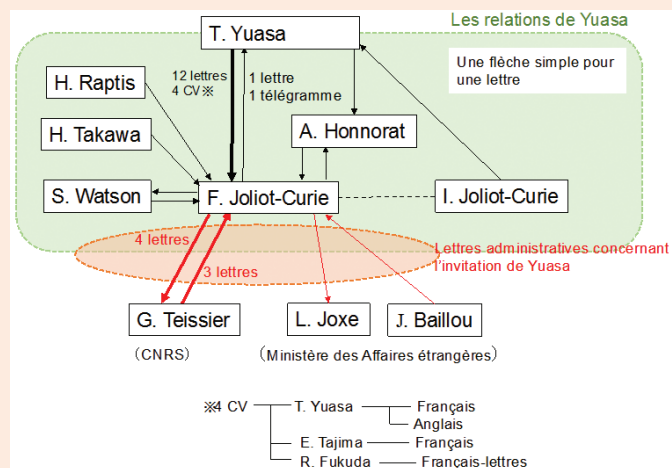 Les relations de Yuasa
T. Yuasa
Une flèche simple pour
une lettre
12 lettres
4 CV※
1 lettre
1 télégramme
H. Raptis
A. Honnorat
H. Takawa
S. Watson
F. Joliot-Curie
I. Joliot-Curie
4 lettres
3 lettres
Lettres administratives concernant
l'invitation de Yuasa
G. Teissier
L. Joxe
J. Baillou
(CNRS)
(Ministère des Affaires étrangères)
※4 CV
T. Yuasa
Français
Anglais
E. Tajima
Français
R. Fukuda
Français-lettres